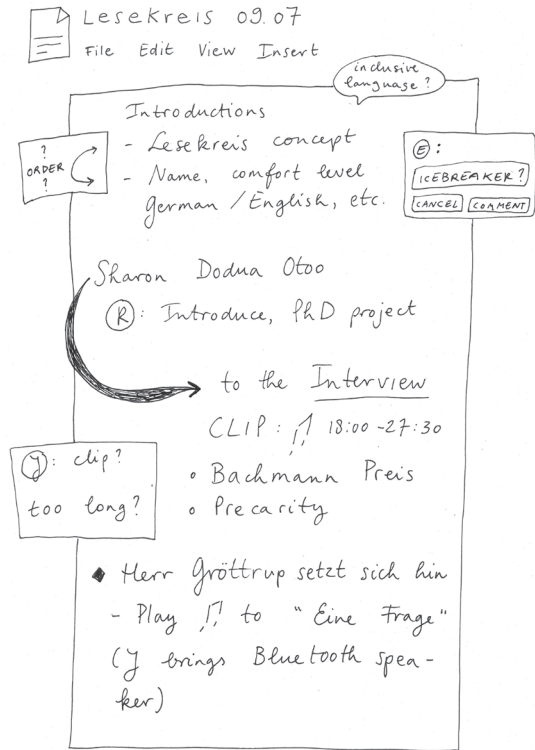 Lesekreis 09.07
File Edit View Insert
inclusive
language?
Introductions
- Lesekreis concept
- Name, comfort level
German / English, etc.
?
ORDER
?
E:
ICEBREAKER?
CANCEL COMMENT
Sharon Dodua Otoo
R: Introduce, PhD project
to the Interview
CLIP: 18:00 - 27:30
• Bachmann Preis
• Precarity
Y: clip?
too long?
◆ Herr Gröttrup setzt sich hin
- Play to "Eine Frage"
(Y brings Bluetooth spea-
ker)